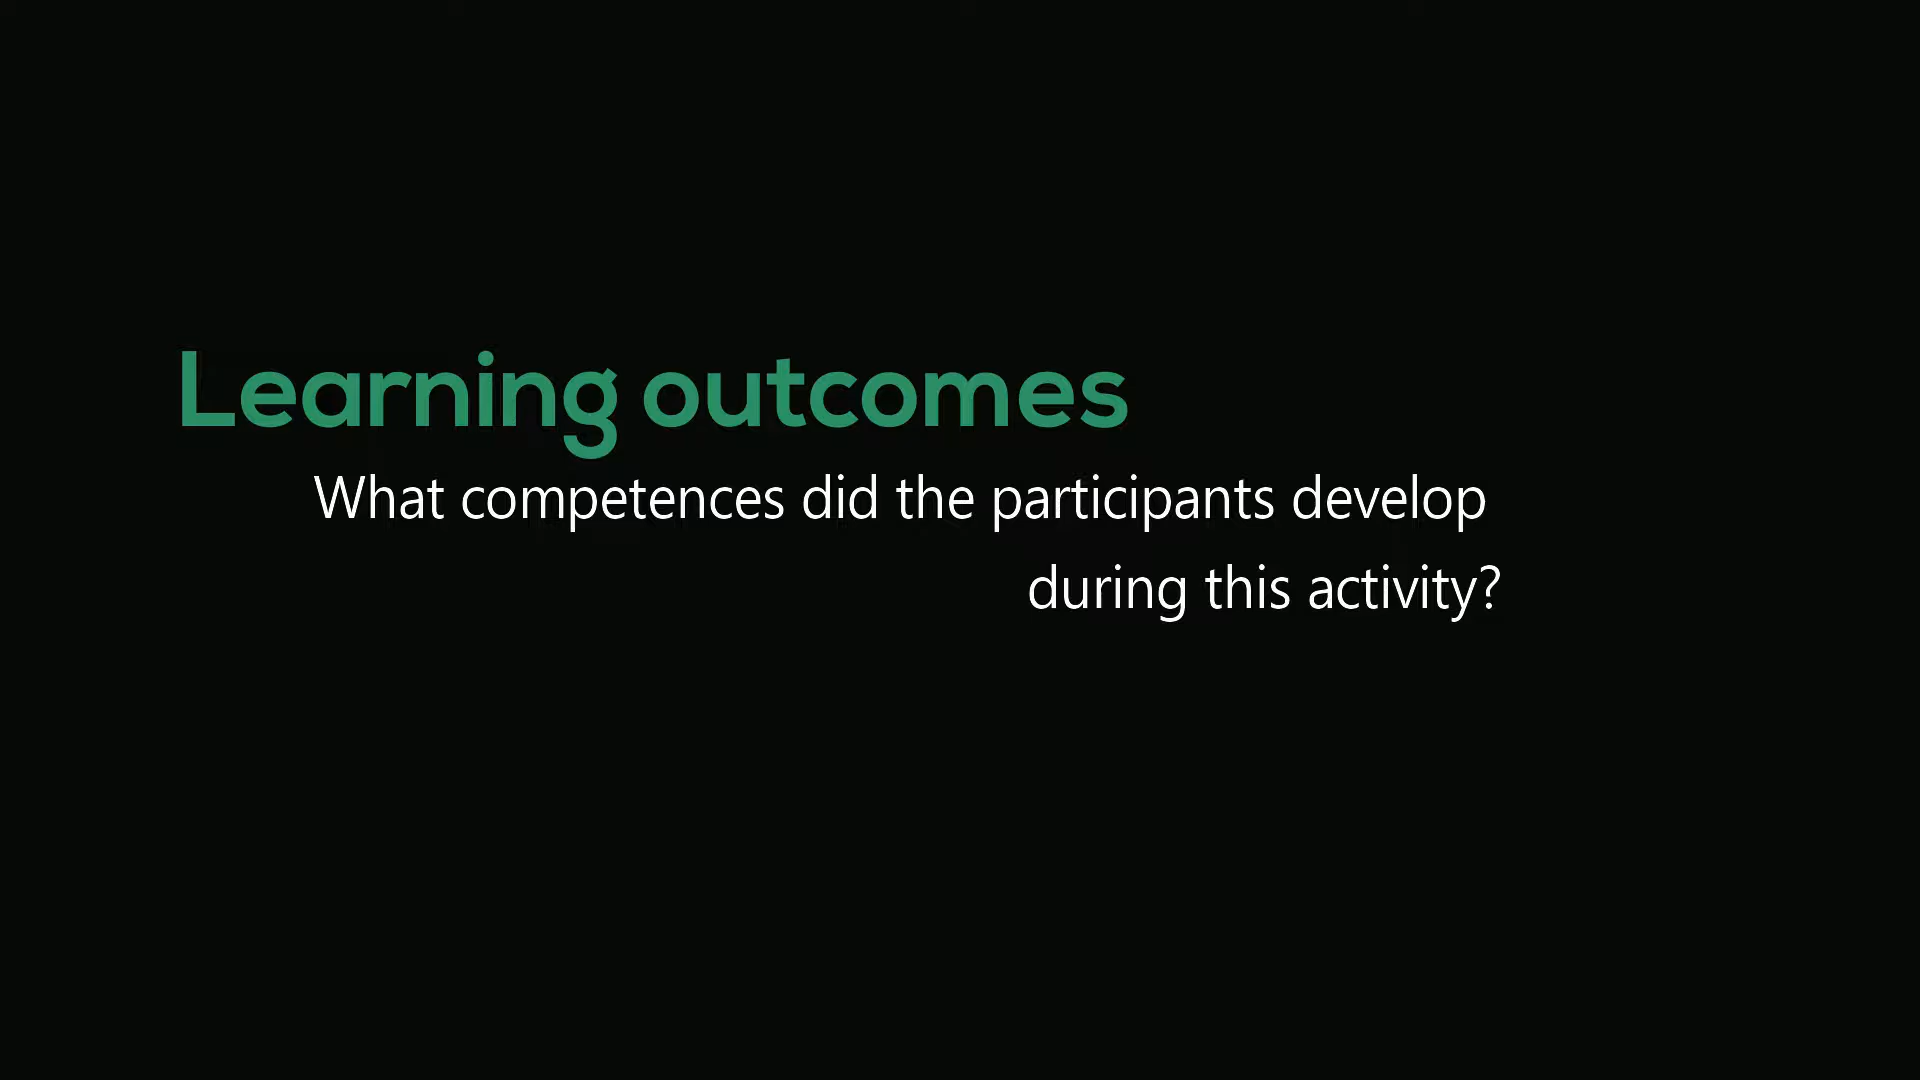 Learning outcomes
What competences did the participants develop
during this activity?